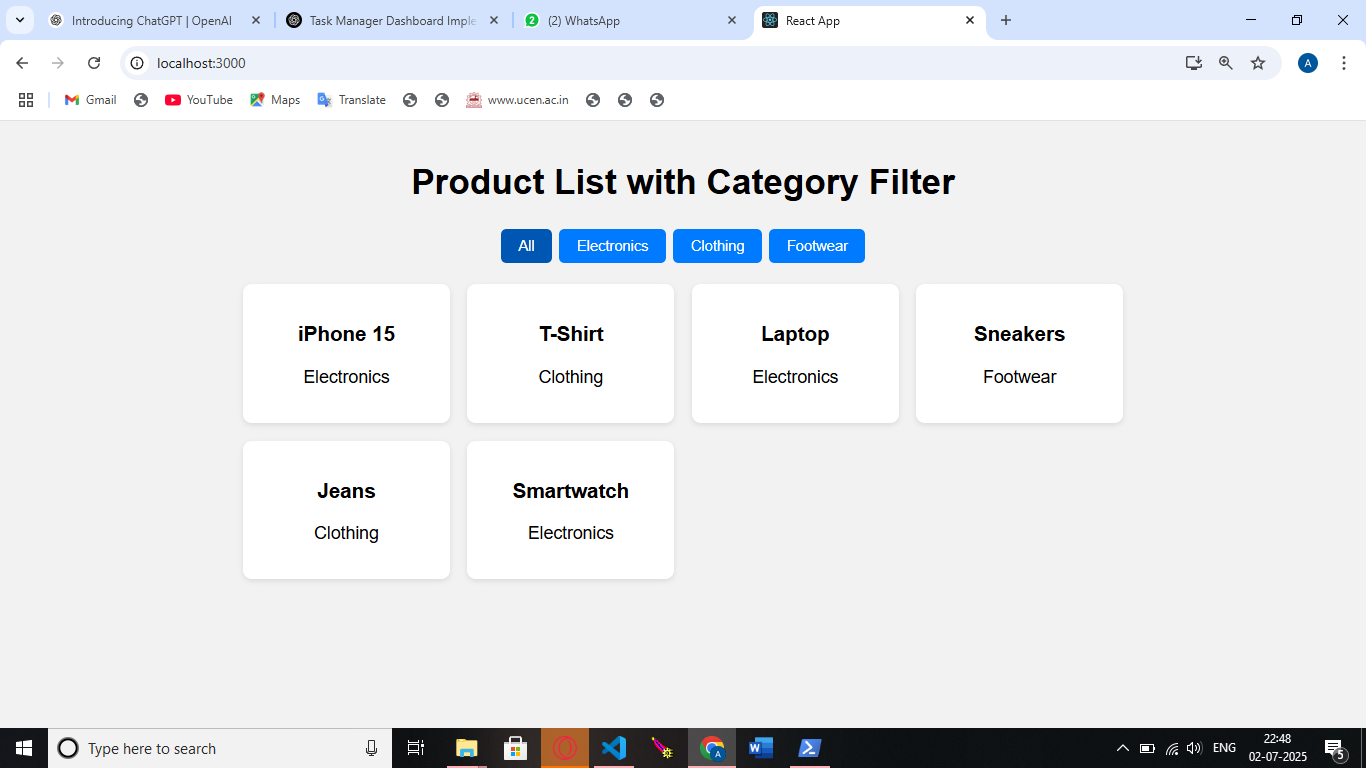 Introducing ChatGPT | OpenAI
Task Manager Dashboard Imple
2
(2) WhatsApp
React App
localhost:3000
A
Gmail
YouTube
Maps
Translate
www.ucen.ac.in
Product List with Category Filter
All
Electronics
Clothing
Footwear
iPhone 15
Electronics
T-Shirt
Clothing
Laptop
Electronics
Sneakers
Footwear
Jeans
Clothing
Smartwatch
Electronics
Type here to search
A
W
ENG
22:48
02-07-2025
5